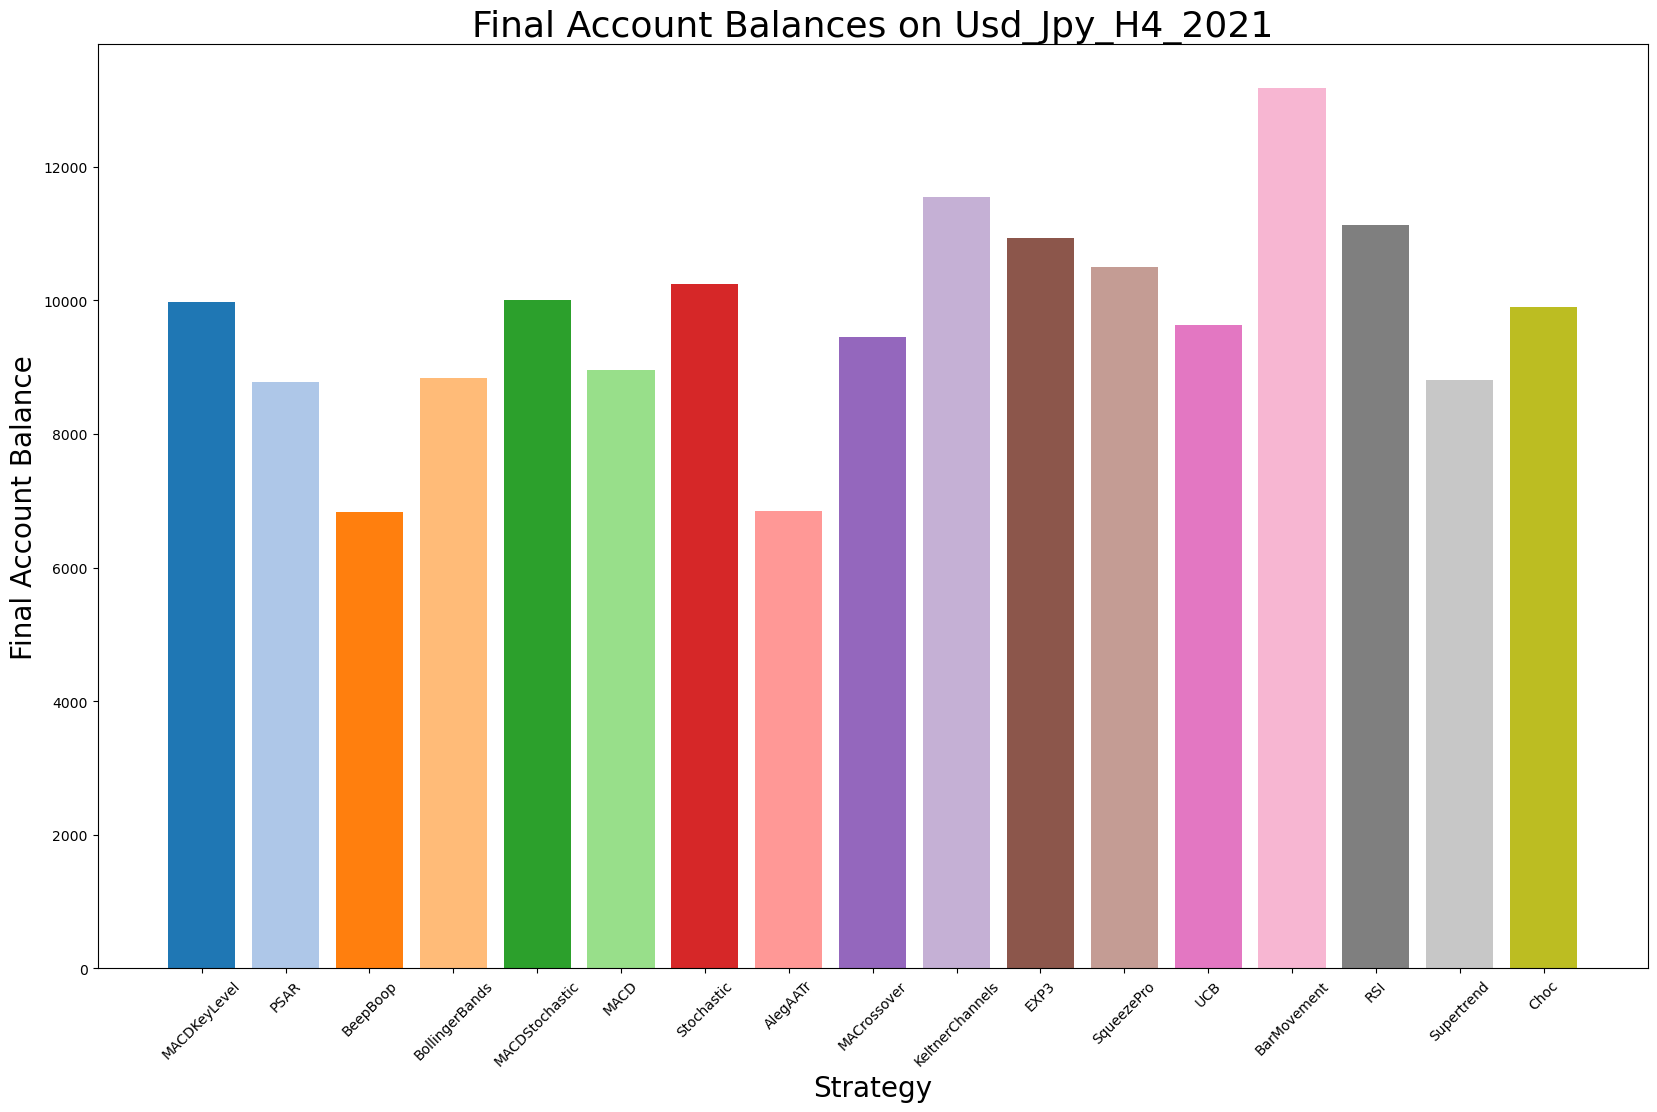 Final Account Balances on Usd_Jpy_H4_2021
Final Account Balance
12000
10000
8000
6000
4000
2000
0
MACDKeyLevel
PSAR
BeepBoop
BollingerBands
MACDStochastic
MACD
Stochastic
AlegAATr
MACrossover
KeltnerChannels
EXP3
SqueezePro
UCB
BarMovement
RSI
Supertrend
Choc
Strategy